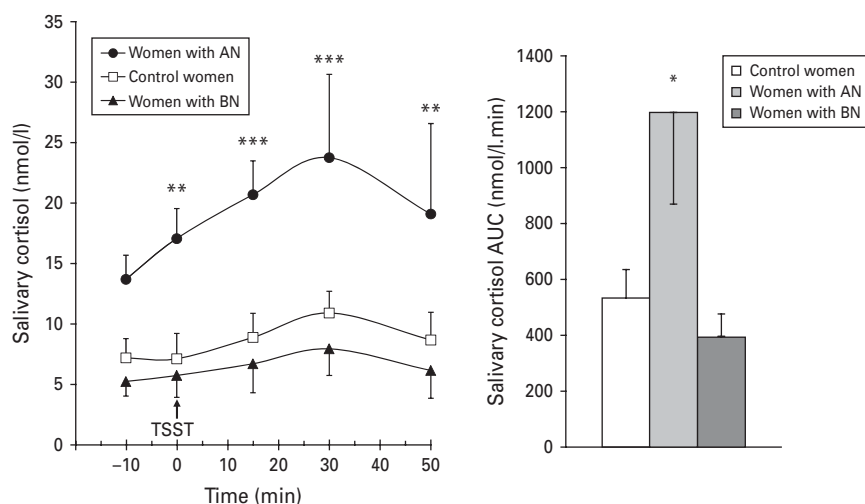 35
30
25
20
15
10
5
0
Salivary cortisol (nmol/l)
Women with AN
Control women
Women with BN
**
***
***
**
TSST
–10
0
10
20
30
40
50
Time (min)
1400
1200
1000
800
600
400
200
0
Salivary cortisol AUC (nmol/l.min)
*
Control women
Women with AN
Women with BN